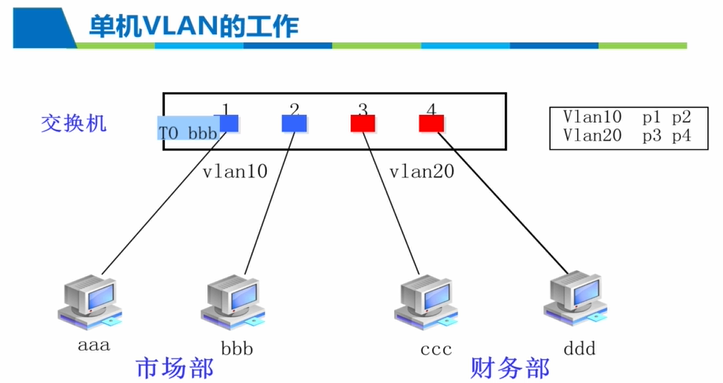 单机VLAN的工作
交换机
1 2 3 4
TO bbb
Vlan10 p1 p2
Vlan20 p3 p4
vlan10 vlan20
aaa bbb ccc ddd
市场部 财务部